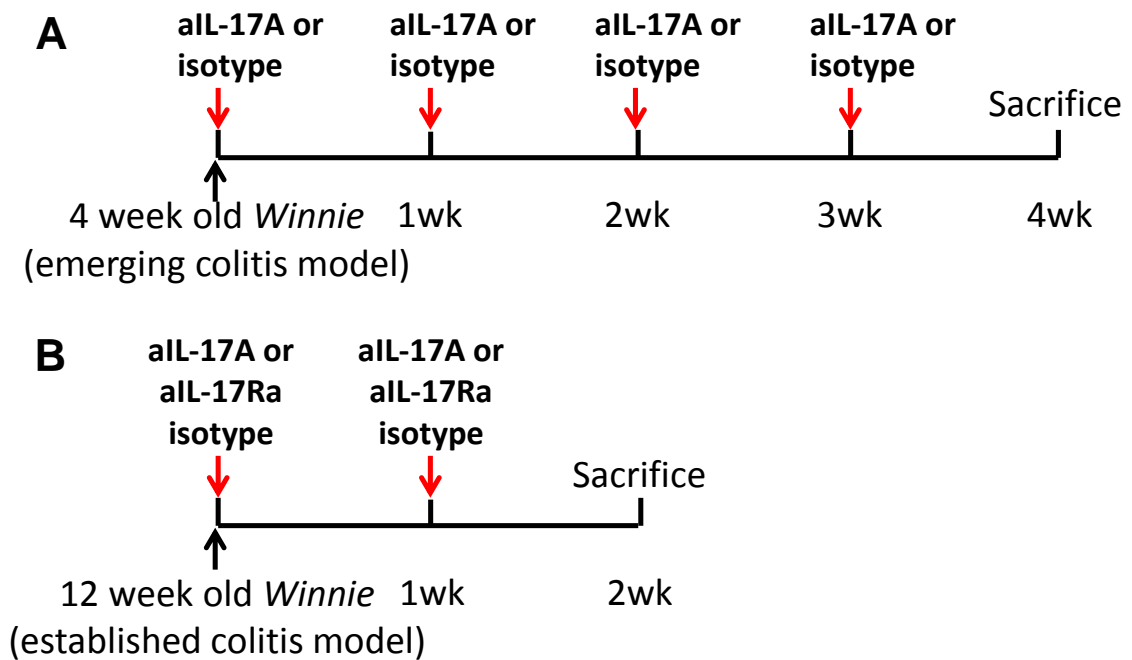 A
aIL-17A or
isotype
aIL-17A or
isotype
aIL-17A or
isotype
aIL-17A or
isotype
Sacrifice
4 week old Winnie
(emerging colitis model)
1wk
2wk
3wk
4wk
B
aIL-17A or
aIL-17Ra
isotype
aIL-17A or
aIL-17Ra
isotype
Sacrifice
12 week old Winnie
(established colitis model)
1wk
2wk